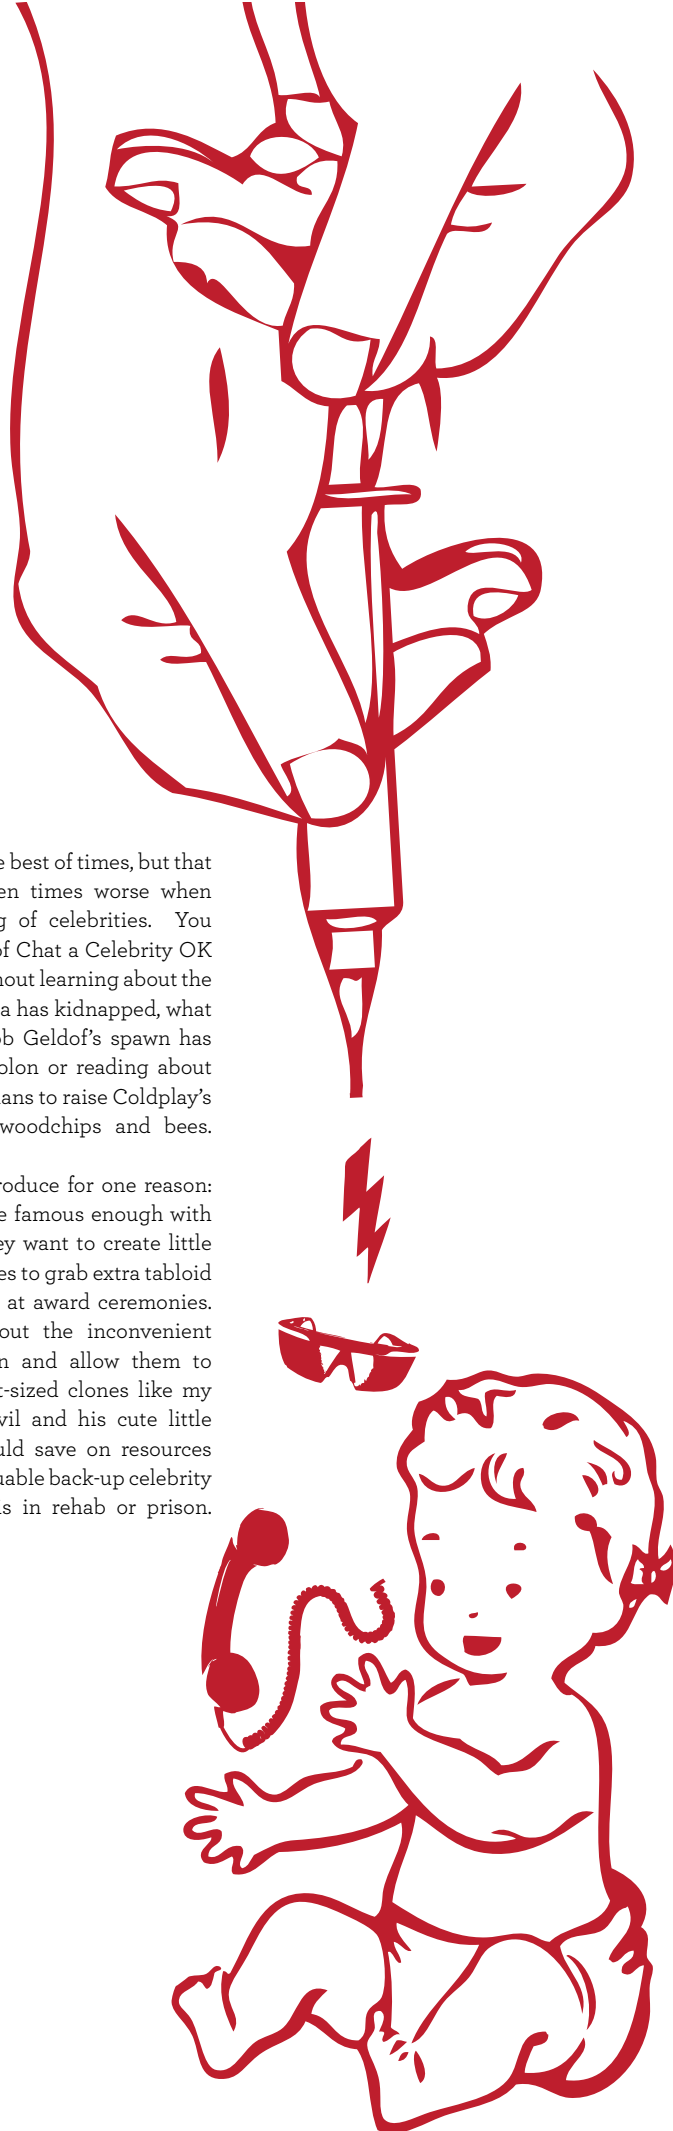 e best of times, but that
en times worse when
g of celebrities. You
of Chat a Celebrity OK
hout learning about the
a has kidnapped, what
ob Geldof’s spawn has
olon or reading about
ans to raise Coldplay’s
woodchips and bees.
roduce for one reason:
e famous enough with
ey want to create little
es to grab extra tabloid
at award ceremonies.
out the inconvenient
n and allow them to
t-sized clones like my
vil and his cute little
uld save on resources
uable back-up celebrity
is in rehab or prison.